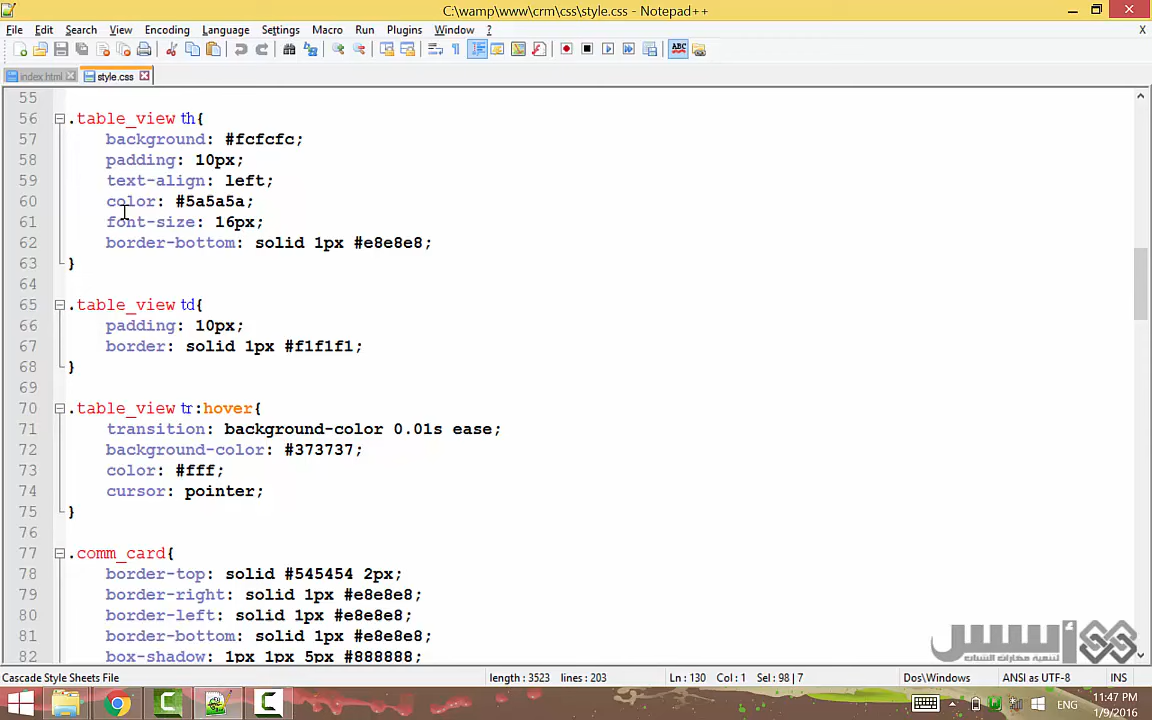 C:\wamp\www\crm\css\style.css - Notepad++
File Edit Search View Encoding Language Settings Macro Run Plugins Window ? X
index.html style.css
55
56 .table_view th{
57 background: #fcfcfc;
58 padding: 10px;
59 text-align: left;
60 color: #5a5a5a;
61 font-size: 16px;
62 border-bottom: solid 1px #e8e8e8;
63 }
64
65 .table_view td{
66 padding: 10px;
67 border: solid 1px #f1f1f1;
68 }
69
70 .table_view tr:hover{
71 transition: background-color 0.01s ease;
72 background-color: #373737;
73 color: #fff;
74 cursor: pointer;
75 }
76
77 .comm_card{
78 border-top: solid #545454 2px;
79 border-right: solid 1px #e8e8e8;
80 border-left: solid 1px #e8e8e8;
81 border-bottom: solid 1px #e8e8e8;
82 box-shadow: 1px 1px 5px #888888;
أسس
لتنمية مهارات الشباب
Cascade Style Sheets File length : 3523 lines : 203 Ln : 130 Col : 1 Sel : 98 | 7 Dos\Windows ANSI as UTF-8 INS
ENG
11:47 PM
1/9/2016